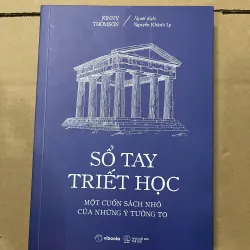 JONNY
THOMSON
Người dịch:
Nguyễn Khánh Ly
SỔ TAY
TRIẾT HỌC
MỘT CUỐN SÁCH NHỎ
CỦA NHỮNG Ý TƯỞNG TO
vibooks